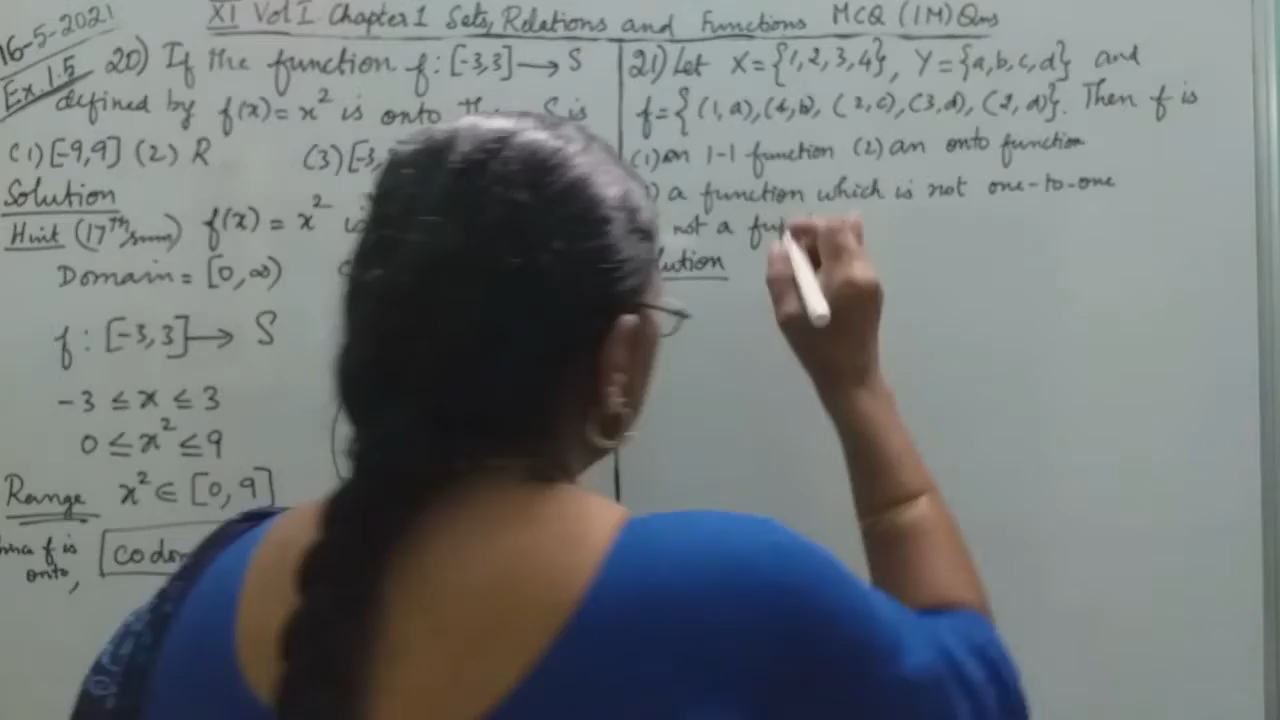 XI Vol I Chapter 1 Sets, Relations and Functions MCQ (1M) Qns
16-5-2021
Ex. 1.5
20) If the function f : [-3,3] → S
defined by f(x) = x² is onto S is
(1) [-9,9] (2) R (3) [-3,
Solution
Hint (17th sum) f(x) = x²
Domain = [0, ∞)
f : [-3,3] → S
-3 ≤ x ≤ 3
0 ≤ x² ≤ 9
Range x² ∈ [0, 9]
f is
onto,
21) Let X = {1,2,3,4}, Y = {a,b,c,d} and
f = {(1,a),(4,b), (2,c),(3,d), (2,d)}. Then f is
(1) an 1-1 function (2) an onto function
) a function which is not one-to-one
not a fun
lution